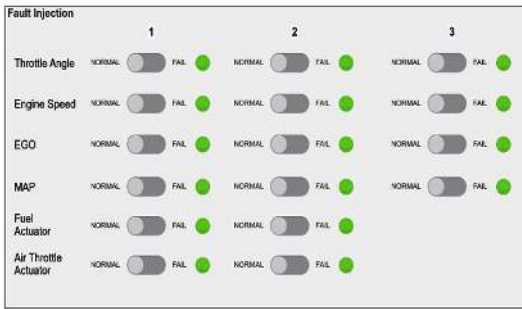 Fault Injection
1 2 3
Throttle Angle NORMAL FAIL NORMAL FAIL NORMAL FAIL
Engine Speed NORMAL FAIL NORMAL FAIL NORMAL FAIL
EGO NORMAL FAIL NORMAL FAIL NORMAL FAIL
MAP NORMAL FAIL NORMAL FAIL NORMAL FAIL
Fuel
Actuator NORMAL FAIL NORMAL FAIL
Air Throttle
Actuator NORMAL FAIL NORMAL FAIL